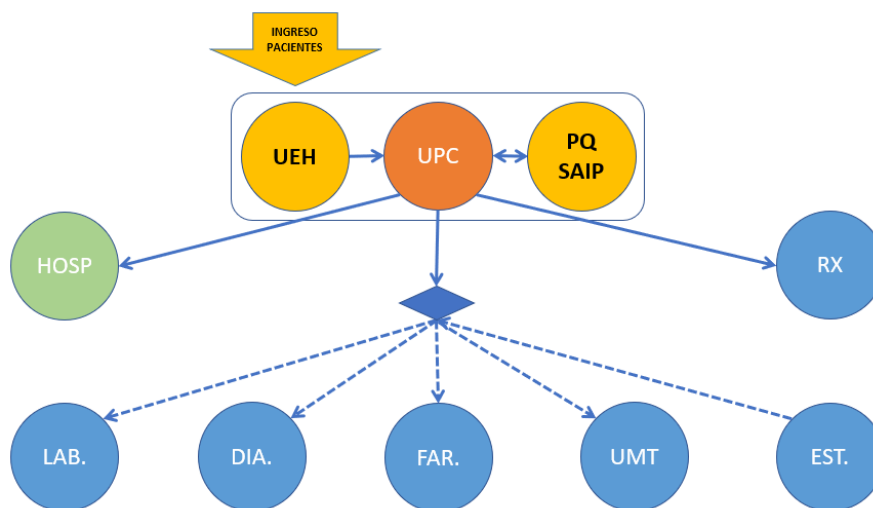 INGRESO
PACIENTES
UEH
UPC
PQ
SAIP
HOSP
RX
LAB.
DIA.
FAR.
UMT
EST.